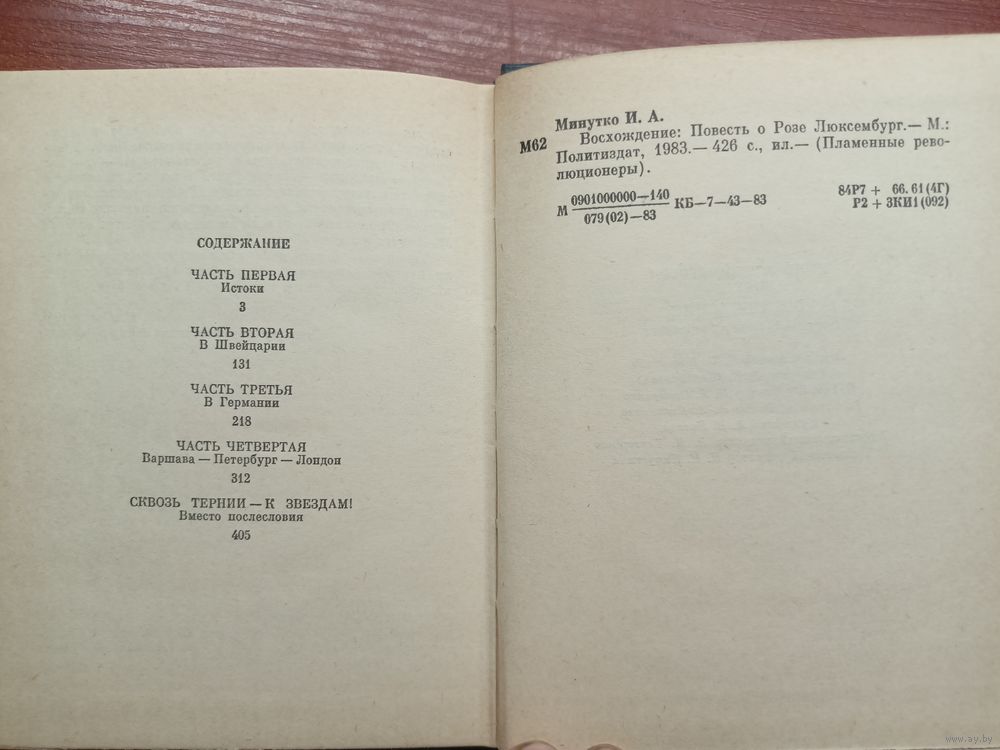 СОДЕРЖАНИЕ
ЧАСТЬ ПЕРВАЯ
Истоки
3
ЧАСТЬ ВТОРАЯ
В Швейцарии
131
ЧАСТЬ ТРЕТЬЯ
В Германии
218
ЧАСТЬ ЧЕТВЕРТАЯ
Варшава — Петербург — Лондон
312
СКВОЗЬ ТЕРНИИ — К ЗВЕЗДАМ!
Вместо послесловия
405
Минутко И. А.
М62 Восхождение: Повесть о Розе Люксембург.— М.:
Политиздат, 1983.— 426 с., ил.— (Пламенные рево-
люционеры).
М 0901000000—140
079(02)—83 КБ—7—43—83
84Р7 + 66.61(4Г)
Р2 + 3КИ1(092)
www.ay.by